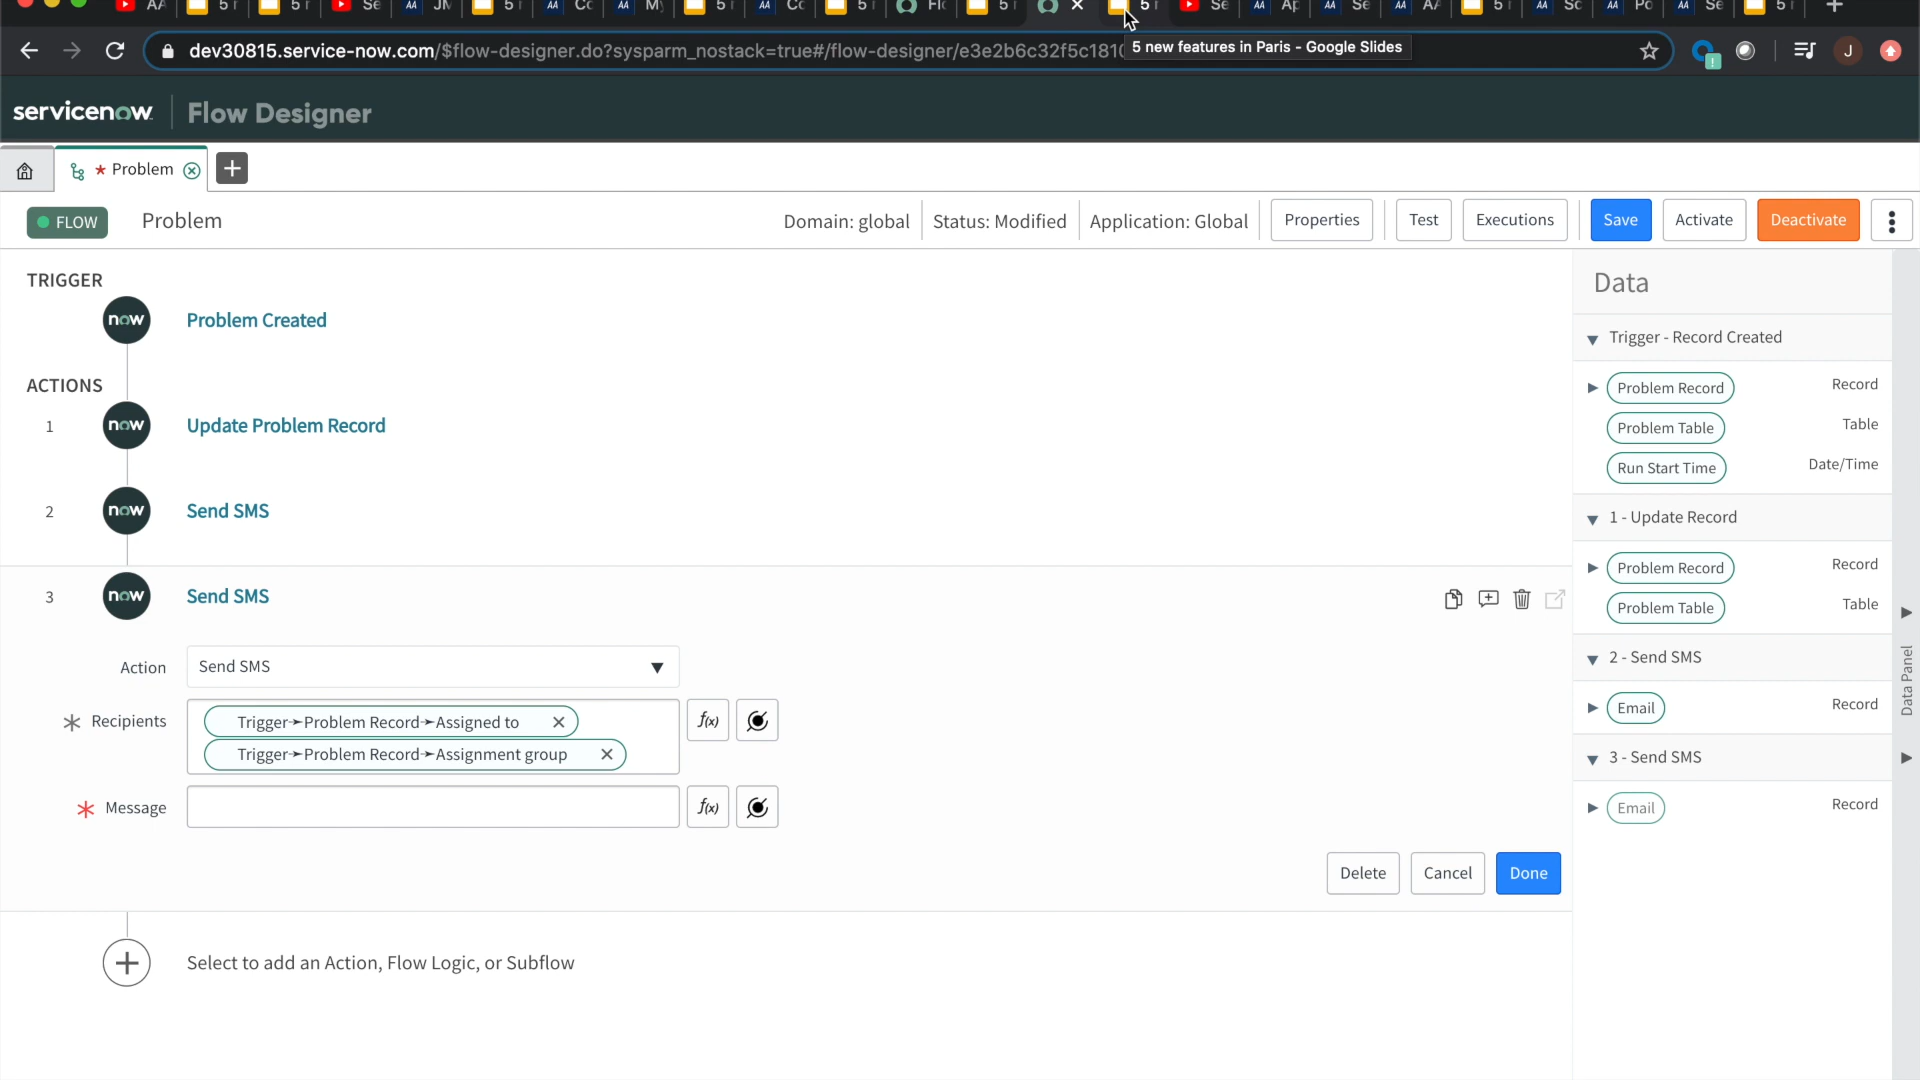 dev30815.service-now.com/$flow-designer.do?sysparm_nostack=true#/flow-designer/e3e2b6c32f5c181
5 new features in Paris - Google Slides
J
servicenow
Flow Designer
* Problem
FLOW
Problem
Domain: global
Status: Modified
Application: Global
Properties
Test
Executions
Save
Activate
Deactivate
TRIGGER
now
Problem Created
ACTIONS
1
now
Update Problem Record
2
now
Send SMS
3
now
Send SMS
Action
Send SMS
* Recipients
Trigger➛Problem Record➛Assigned to
Trigger➛Problem Record➛Assignment group
f(x)
* Message
f(x)
Delete
Cancel
Done
Select to add an Action, Flow Logic, or Subflow
Data
Trigger - Record Created
Problem Record
Record
Problem Table
Table
Run Start Time
Date/Time
1 - Update Record
Problem Record
Record
Problem Table
Table
2 - Send SMS
Email
Record
3 - Send SMS
Email
Record
Data Panel